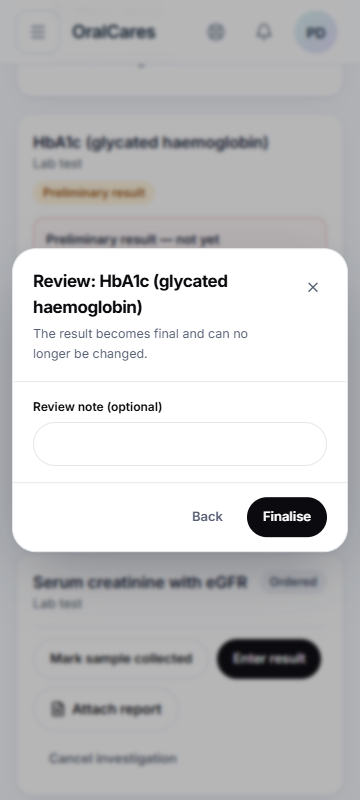 OralCares
PD
HbA1c (glycated haemoglobin)
Lab test
Preliminary result
Preliminary result — not yet
Review: HbA1c (glycated
haemoglobin)
The result becomes final and can no
longer be changed.
Review note (optional)
Back
Finalise
Serum creatinine with eGFR
Ordered
Lab test
Mark sample collected
Enter result
Attach report
Cancel investigation